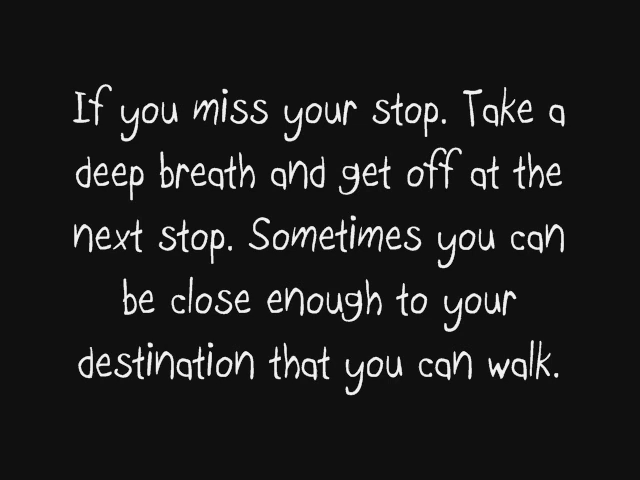 If you miss your stop. Take a
deep breath and get off at the
next stop. Sometimes you can
be close enough to your
destination that you can walk.